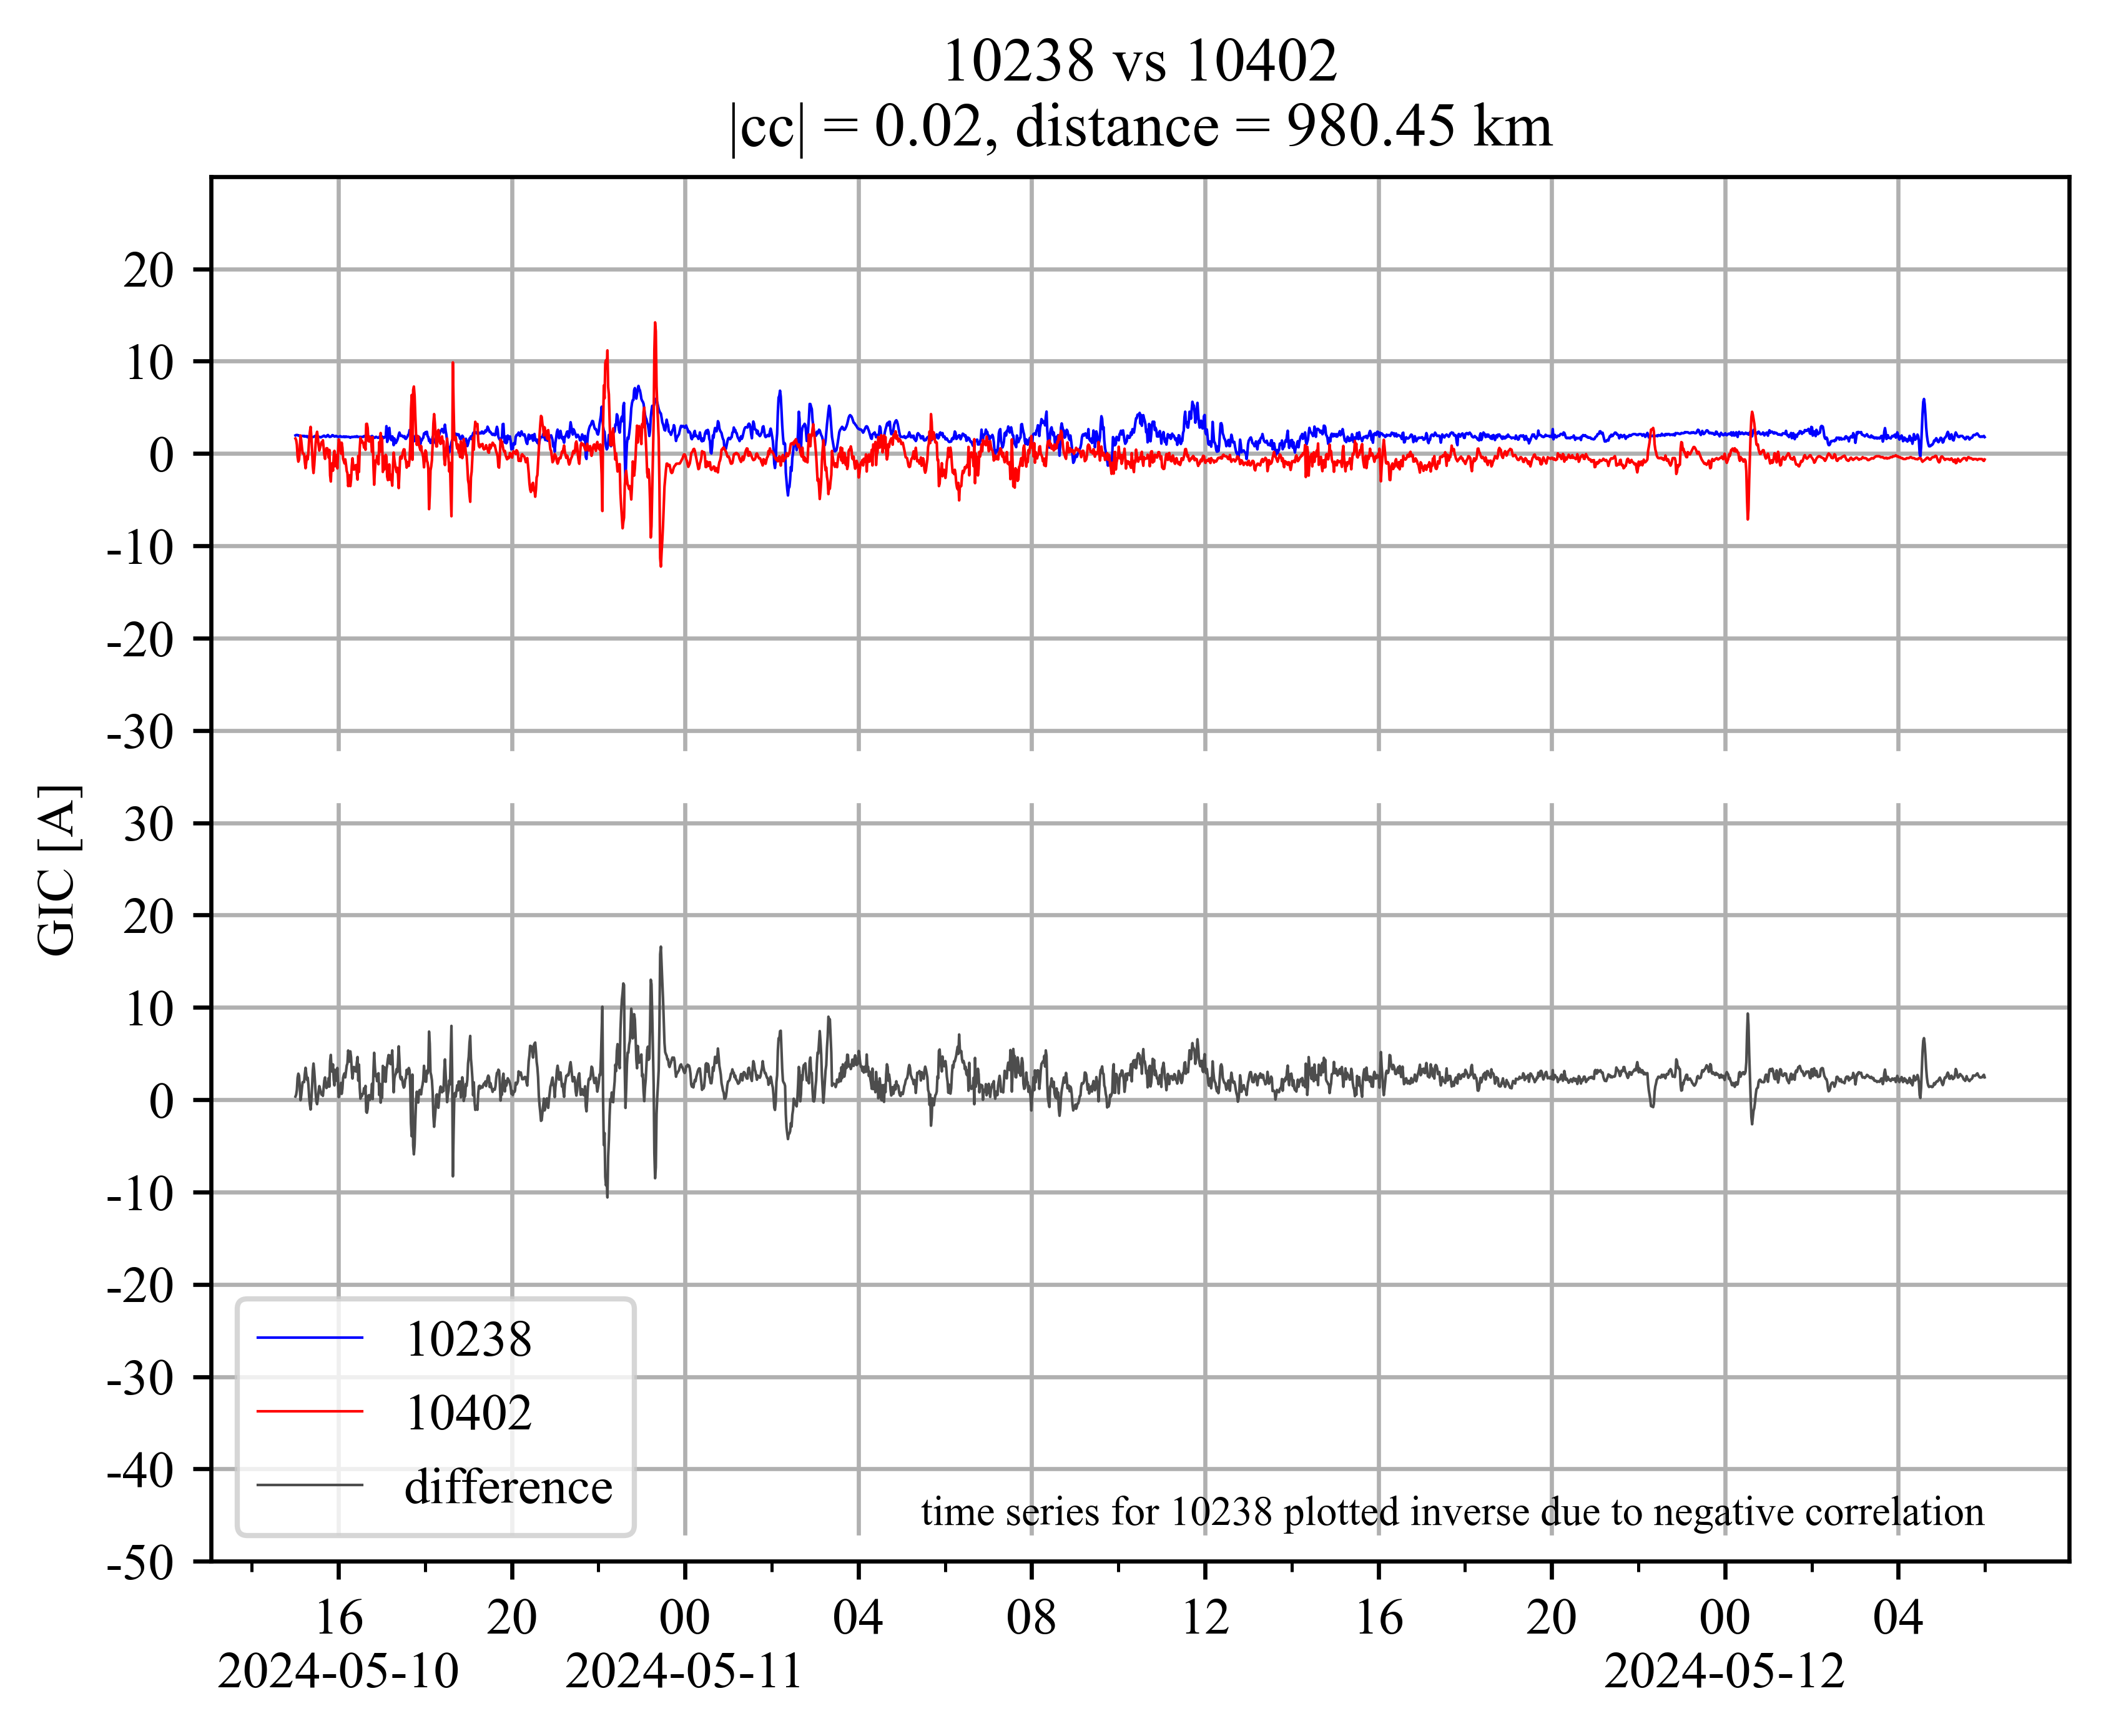 10238 vs 10402
|cc| = 0.02, distance = 980.45 km
20
10
0
-10
-20
-30
30
20
10
0
-10
-20
-30
-40
-50
GIC [A]
10238
10402
difference
time series for 10238 plotted inverse due to negative correlation
16 20 00 04 08 12 16 20 00 04
2024-05-10 2024-05-11 2024-05-12